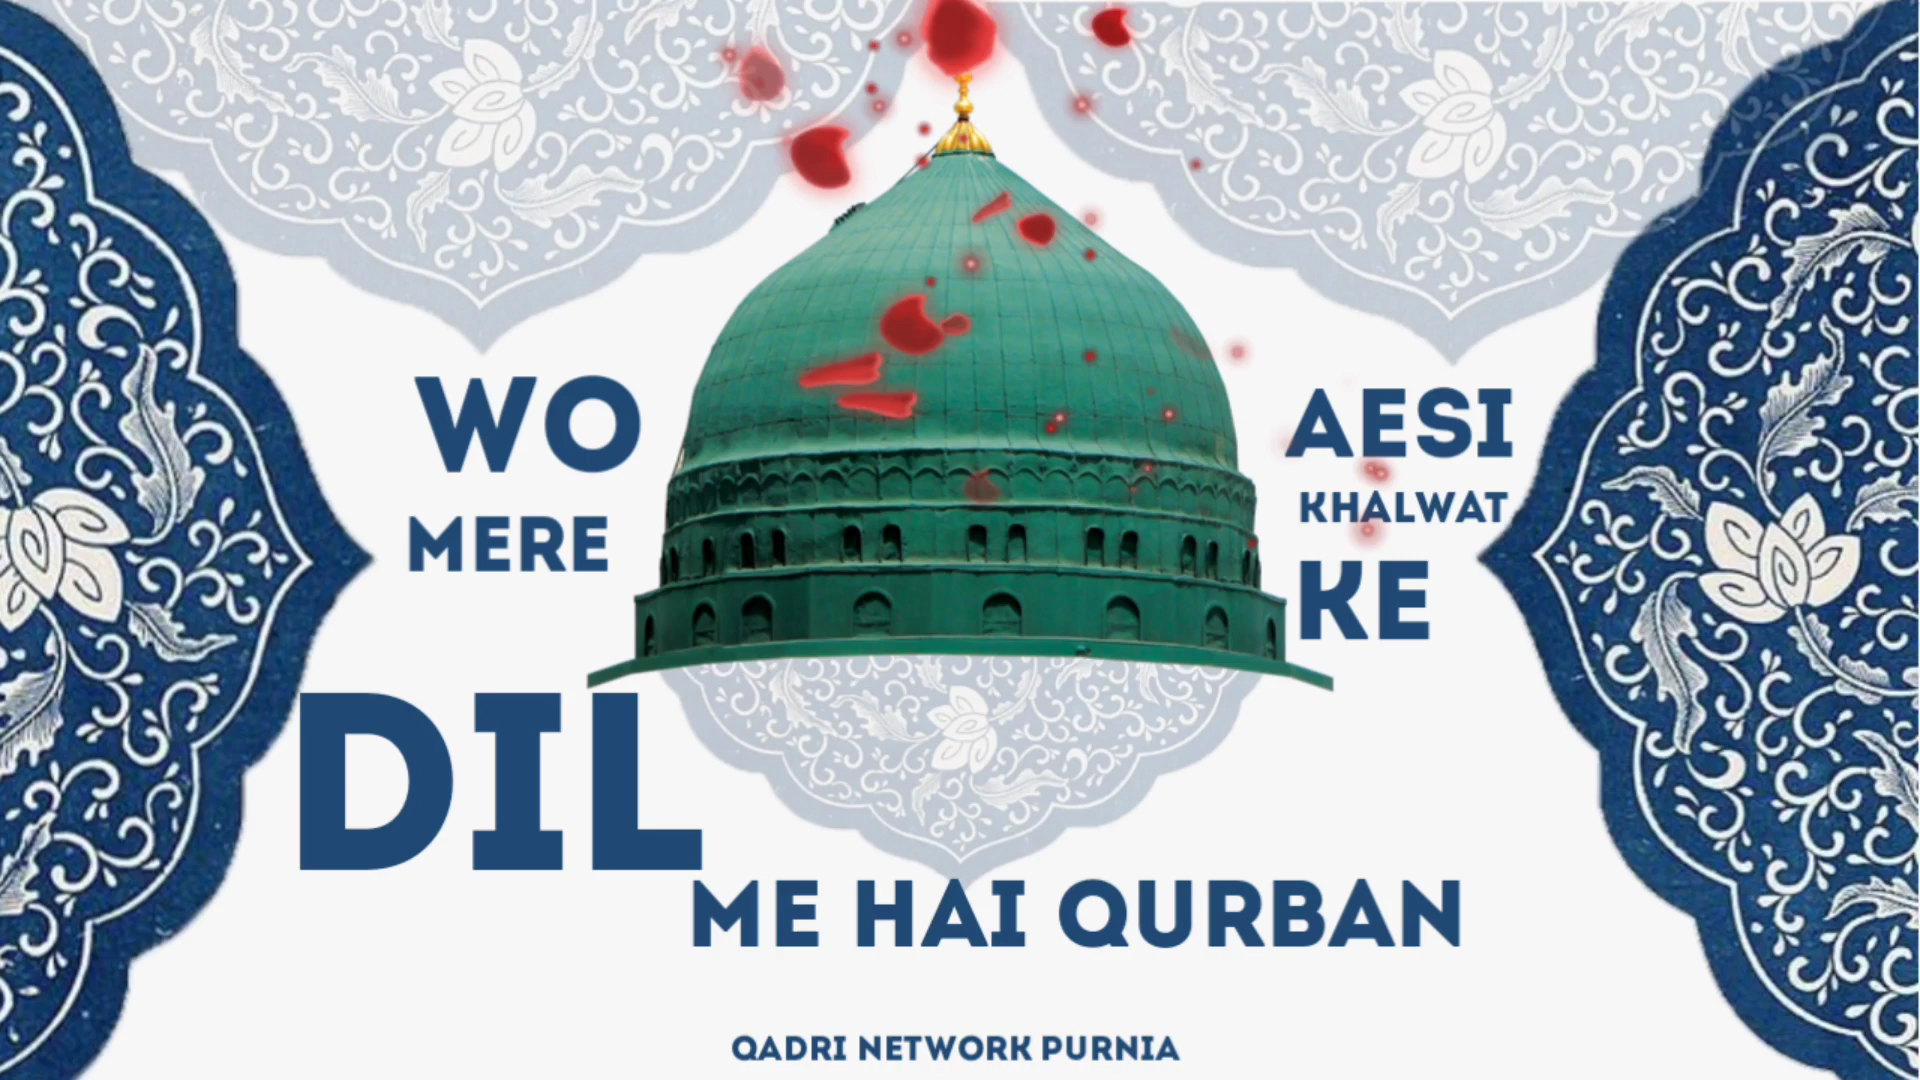 WO
MERE
DIL
ME HAI QURBAN
AESI
KHALWAT
KE
QADRI NETWORK PURNIA